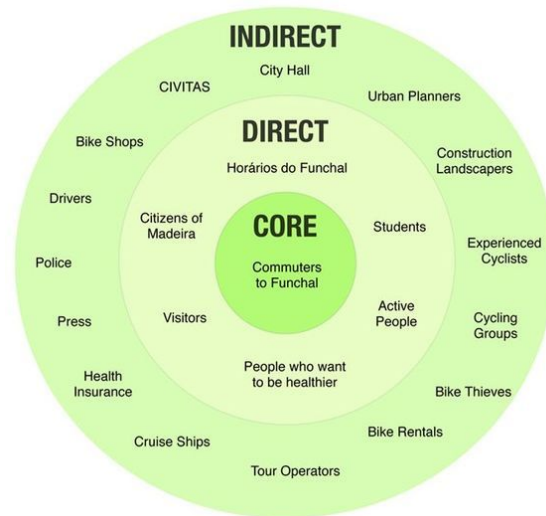 INDIRECT
City Hall
CIVITAS
Urban Planners
Bike Shops
Construction
Landscapers
Drivers
Experienced
Cyclists
Police
Press
Cycling
Groups
Health
Insurance
Bike Thieves
Cruise Ships
Bike Rentals
Tour Operators
DIRECT
Horários do Funchal
Citizens of
Madeira
Students
Visitors
Active
People
People who want
to be healthier
CORE
Commuters
to Funchal